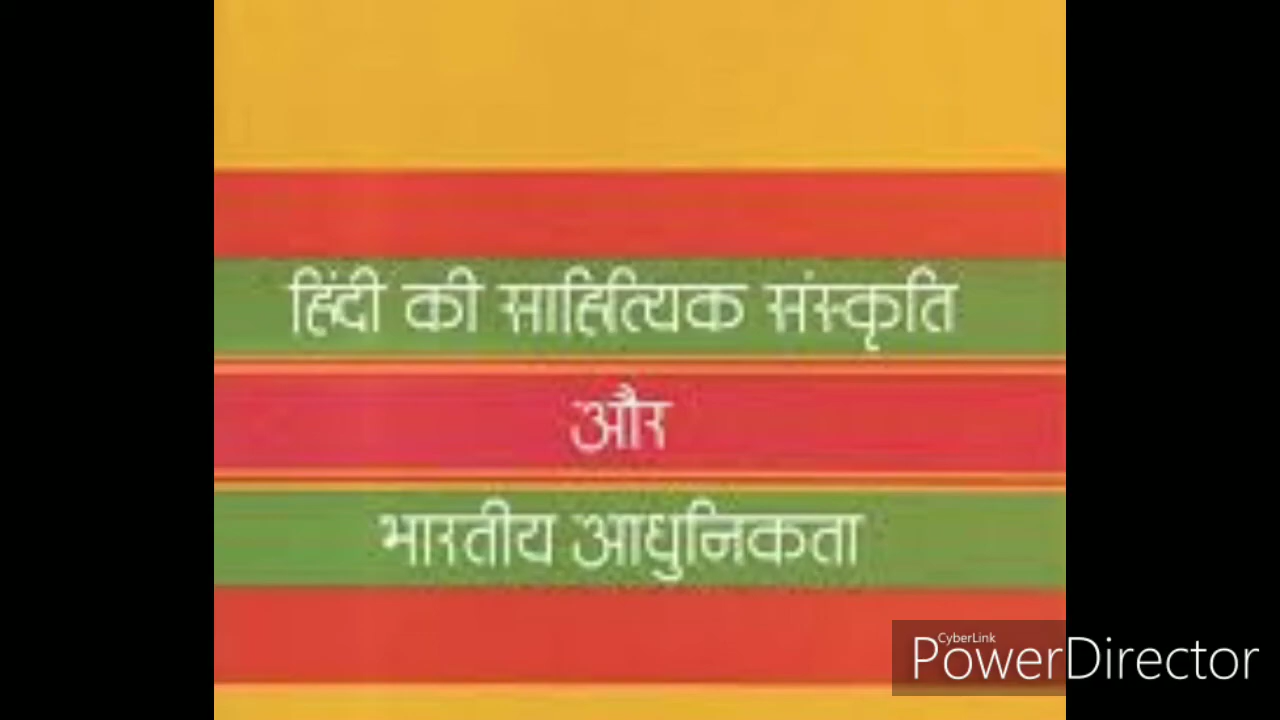 हिंदी की साहित्यिक संस्कृति
और
भारतीय आधुनिकता
CyberLink
PowerDirector